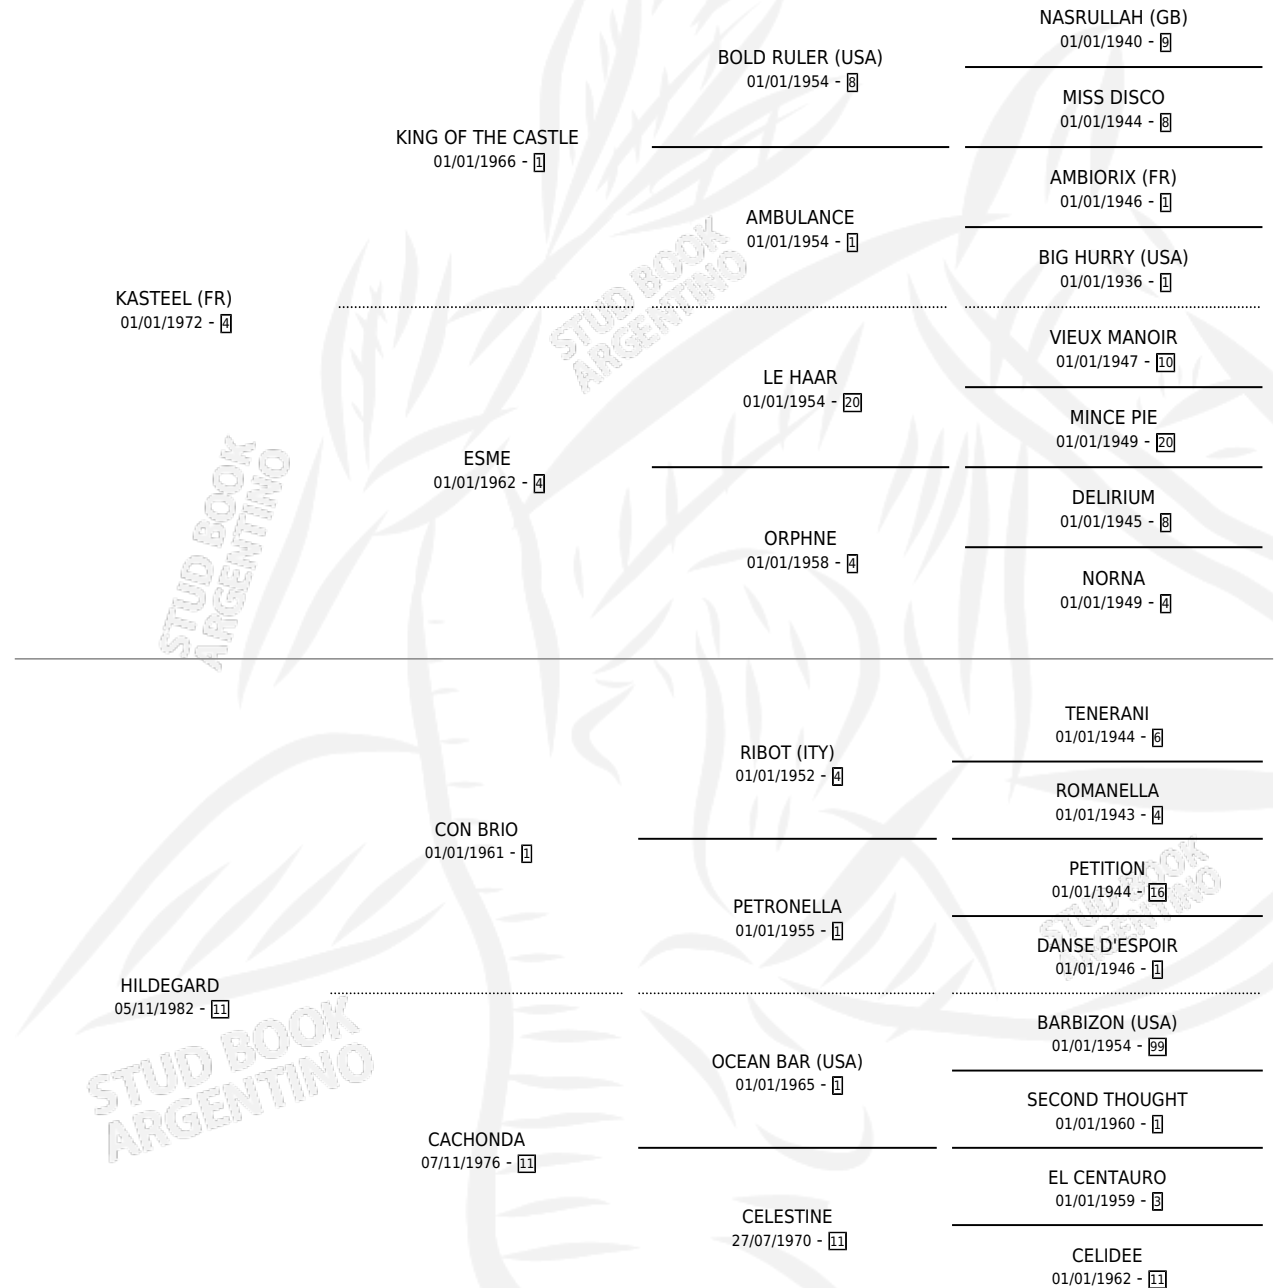 NASRULLAH (GB)
01/01/1940 - 9
BOLD RULER (USA)
01/01/1954 - 8
MISS DISCO
01/01/1944 - 8
KING OF THE CASTLE
01/01/1966 - 1
AMBIORIX (FR)
01/01/1946 - 1
AMBULANCE
01/01/1954 - 1
BIG HURRY (USA)
01/01/1936 - 1
KASTEEL (FR)
01/01/1972 - 4
VIEUX MANOIR
01/01/1947 - 10
LE HAAR
01/01/1954 - 20
MINCE PIE
01/01/1949 - 20
ESME
01/01/1962 - 4
DELIRIUM
01/01/1945 - 8
ORPHNE
01/01/1958 - 4
NORNA
01/01/1949 - 4
STUD BOOK
ARGENTINO
STUD BOOK
ARGENTINO
TENERANI
01/01/1944 - 6
RIBOT (ITY)
01/01/1952 - 4
ROMANELLA
01/01/1943 - 4
CON BRIO
01/01/1961 - 1
PETITION
01/01/1944 - 16
PETRONELLA
01/01/1955 - 1
DANSE D'ESPOIR
01/01/1946 - 1
STUD BOOK
ARGENTINO
HILDEGARD
05/11/1982 - 11
BARBIZON (USA)
01/01/1954 - 99
OCEAN BAR (USA)
01/01/1965 - 1
SECOND THOUGHT
01/01/1960 - 1
STUD BOOK
ARGENTINO
CACHONDA
07/11/1976 - 11
EL CENTAURO
01/01/1959 - 3
CELESTINE
27/07/1970 - 11
CELIDEE
01/01/1962 - 11